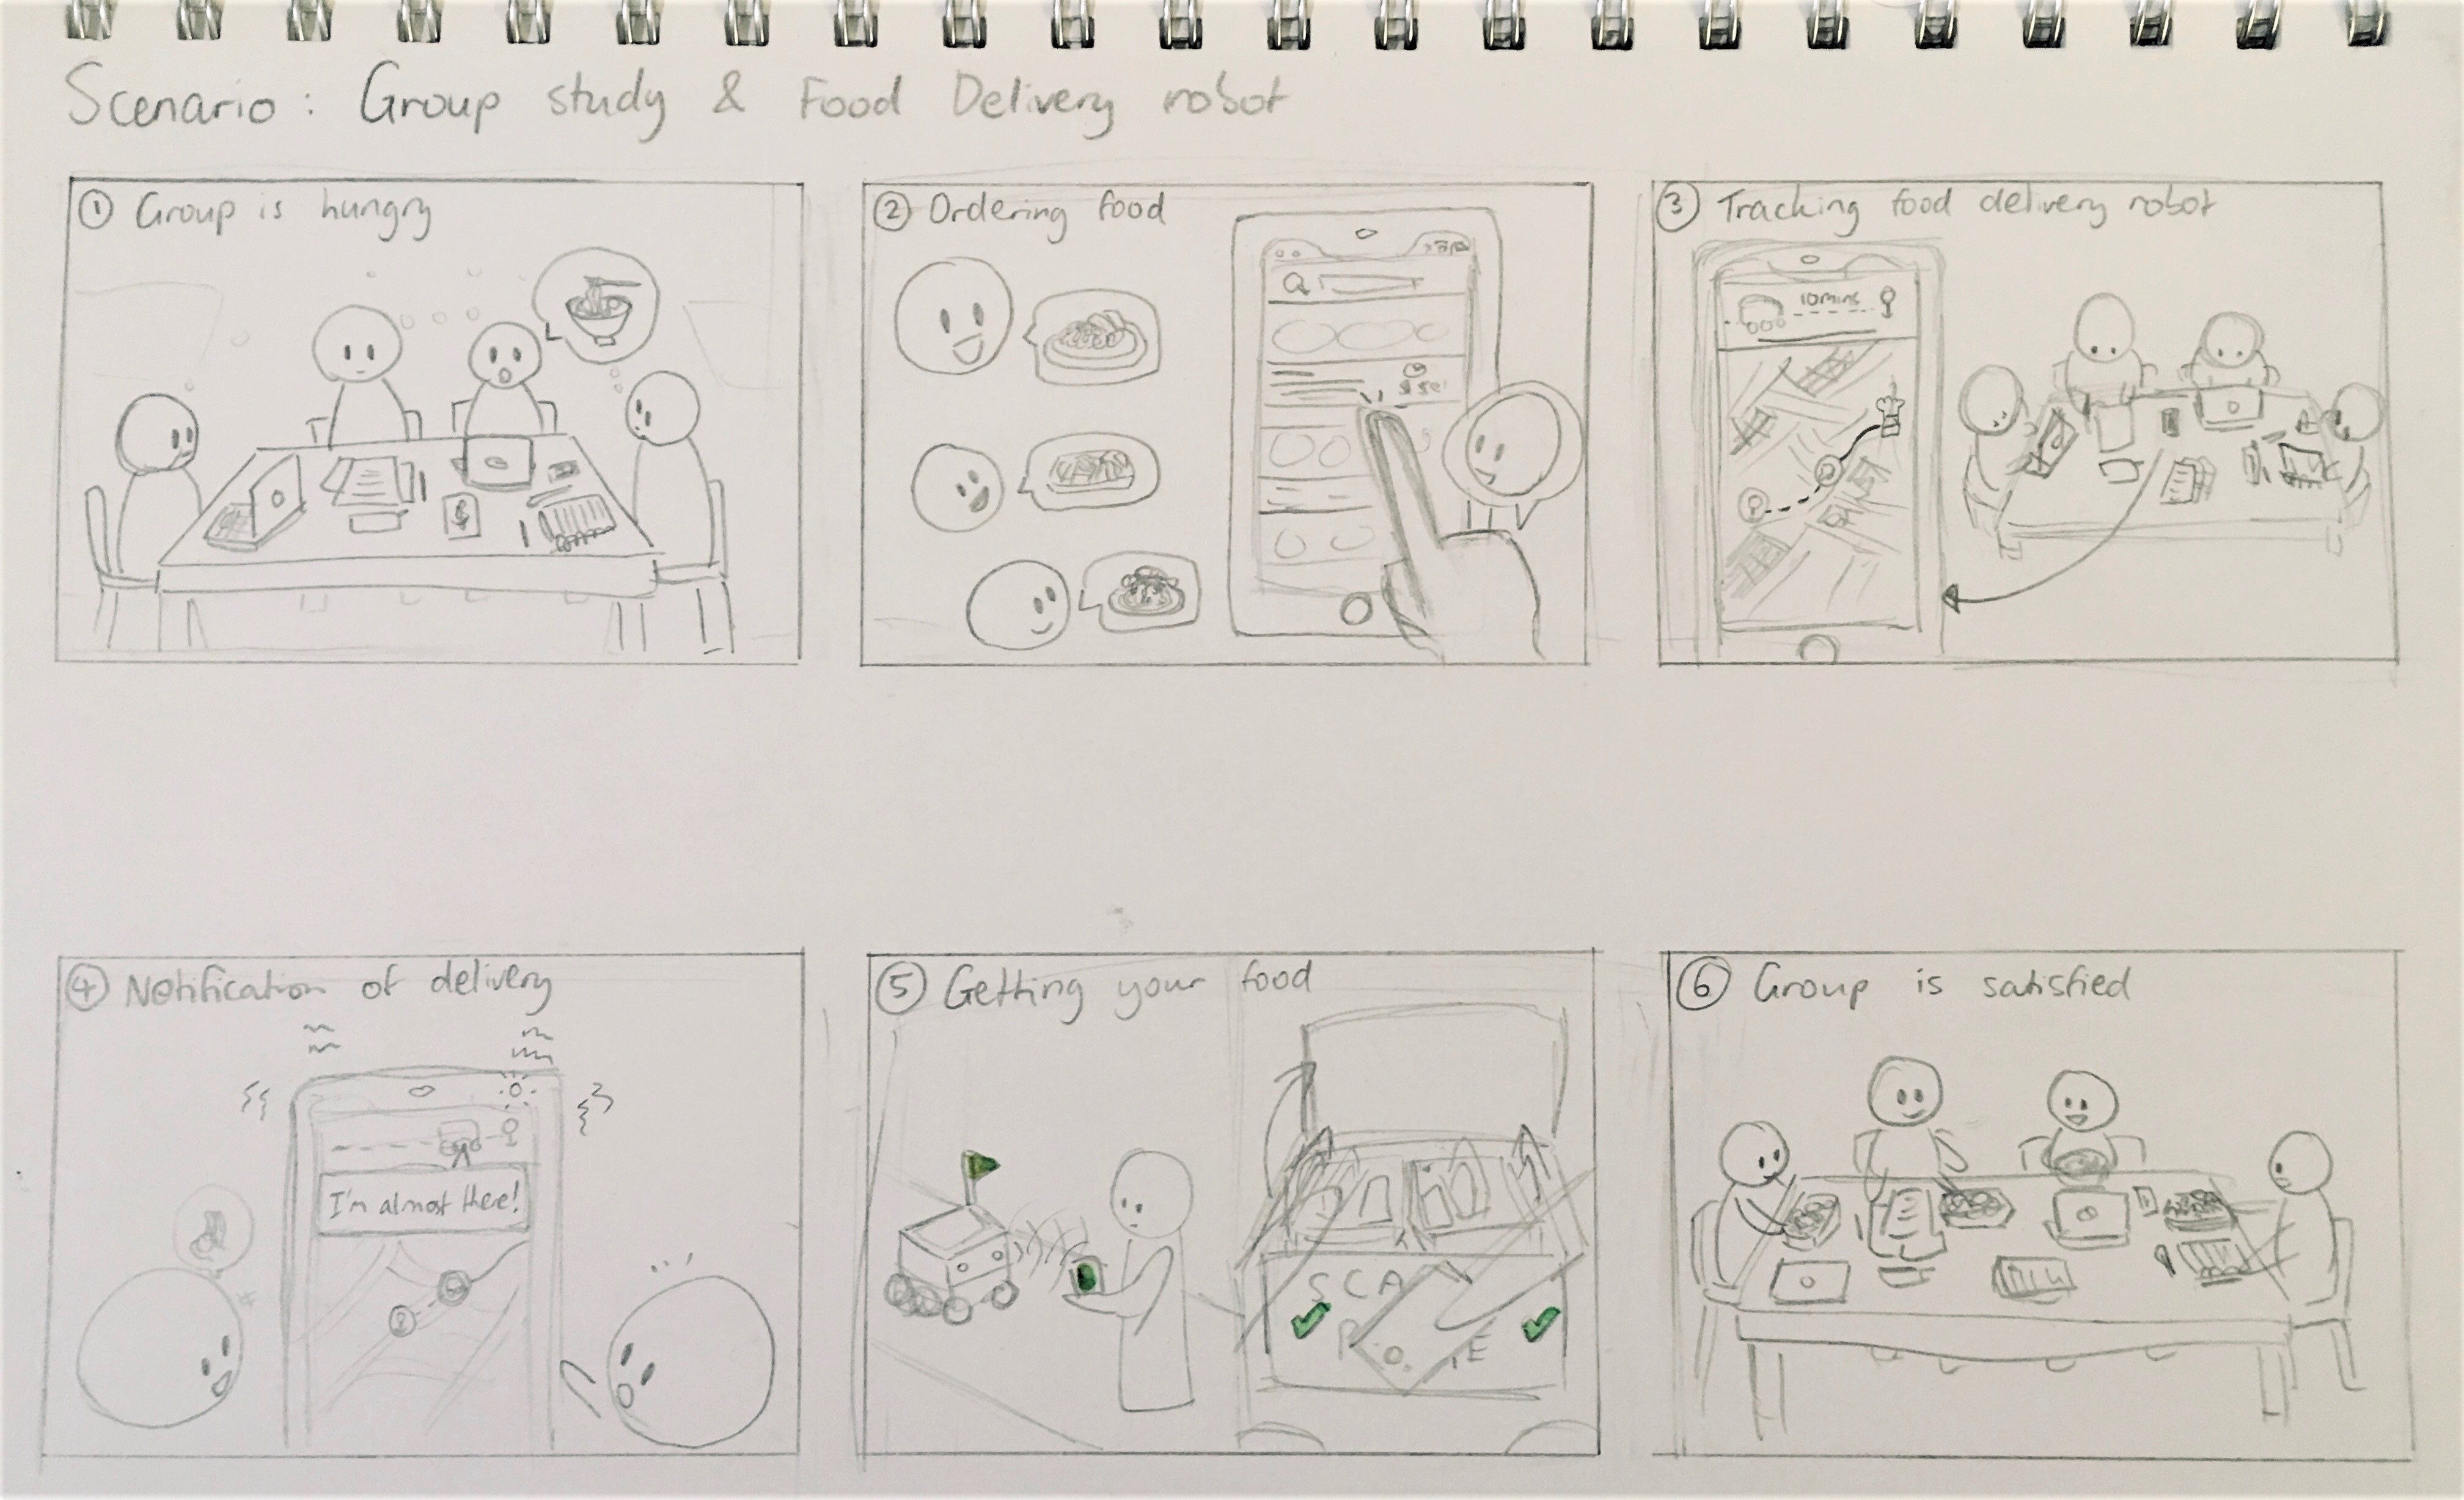 Scenario: Group study & Food Delivery robot
① Group is hungry
$
② Ordering food
③ Tracking food delivery robot
10mins
④ Notification of delivery
I'm almost there!
⑤ Getting your food
SCA
⑥ Group is satisfied